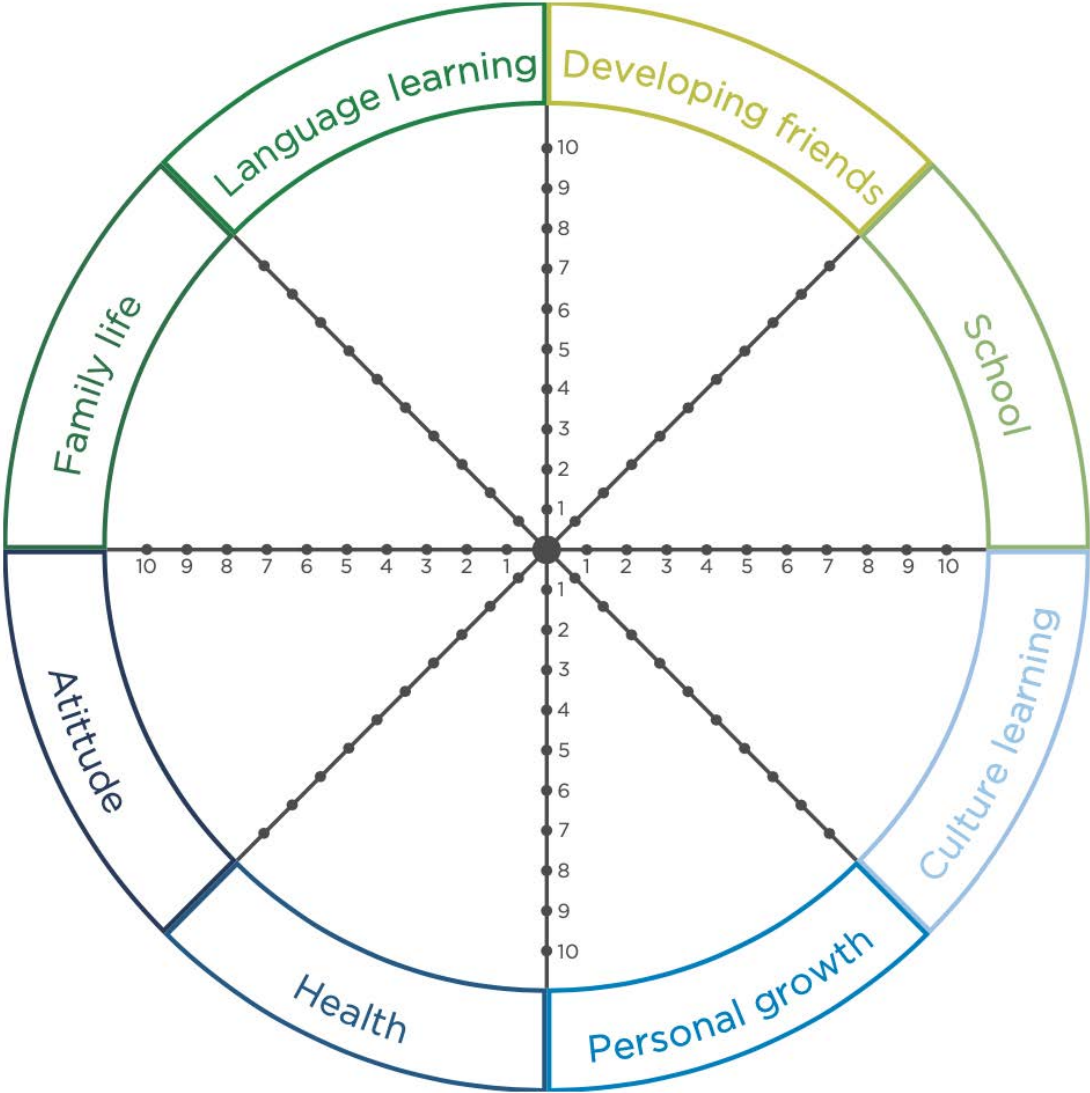 Language learning
Developing friends
School
Culture learning
Personal growth
Health
Atittude
Family life
10
9
8
7
6
5
4
3
2
1
10 9 8 7 6 5 4 3 2 1 1 2 3 4 5 6 7 8 9 10
1
2
3
4
5
6
7
8
9
10